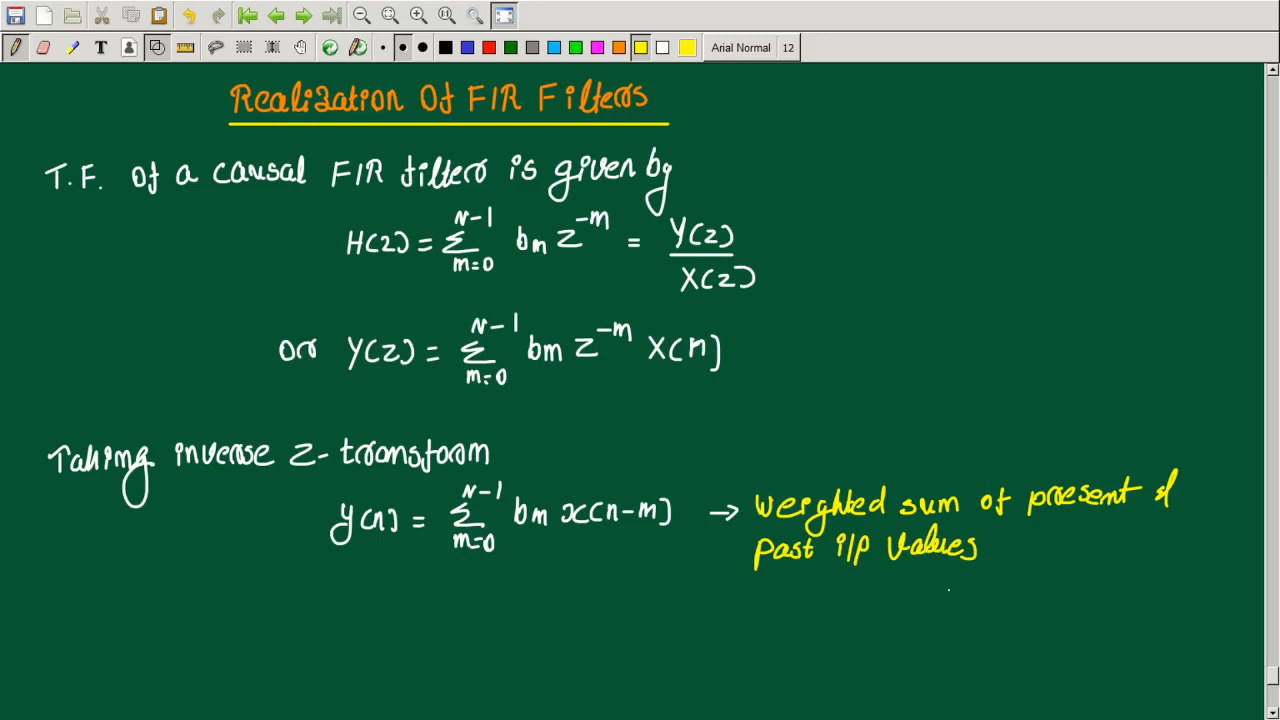 Arial Normal 12
Realization Of FIR Filters
T.F. Of a causal FIR filters is given by
H(z) = Σ_{m=0}^{N-1} bm z^{-m} = Y(z) / X(z)
or Y(z) = Σ_{m=0}^{N-1} bm z^{-m} X(n)
Taking inverse z-transform
y(n) = Σ_{m=0}^{N-1} bm x(n-m) → weighted sum of present &
past i/p values